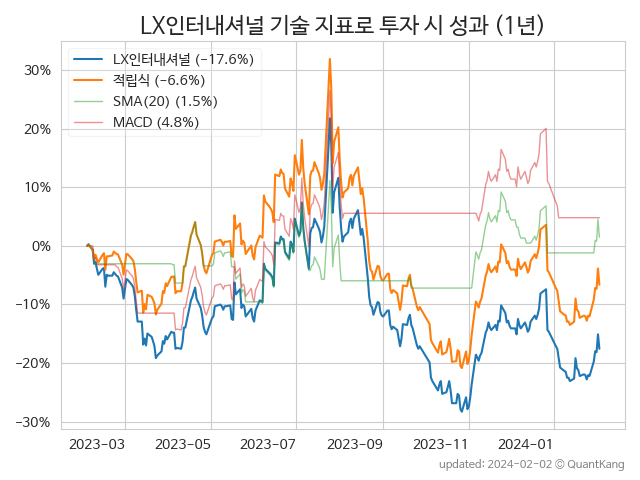 LX인터내셔널 기술 지표로 투자 시 성과 (1년)
LX인터내셔널 (−17.6%)
적립식 (−6.6%)
SMA(20) (1.5%)
MACD (4.8%)
30%
20%
10%
0%
−10%
−20%
−30%
2023-03 2023-05 2023-07 2023-09 2023-11 2024-01
updated: 2024-02-02 © QuantKang